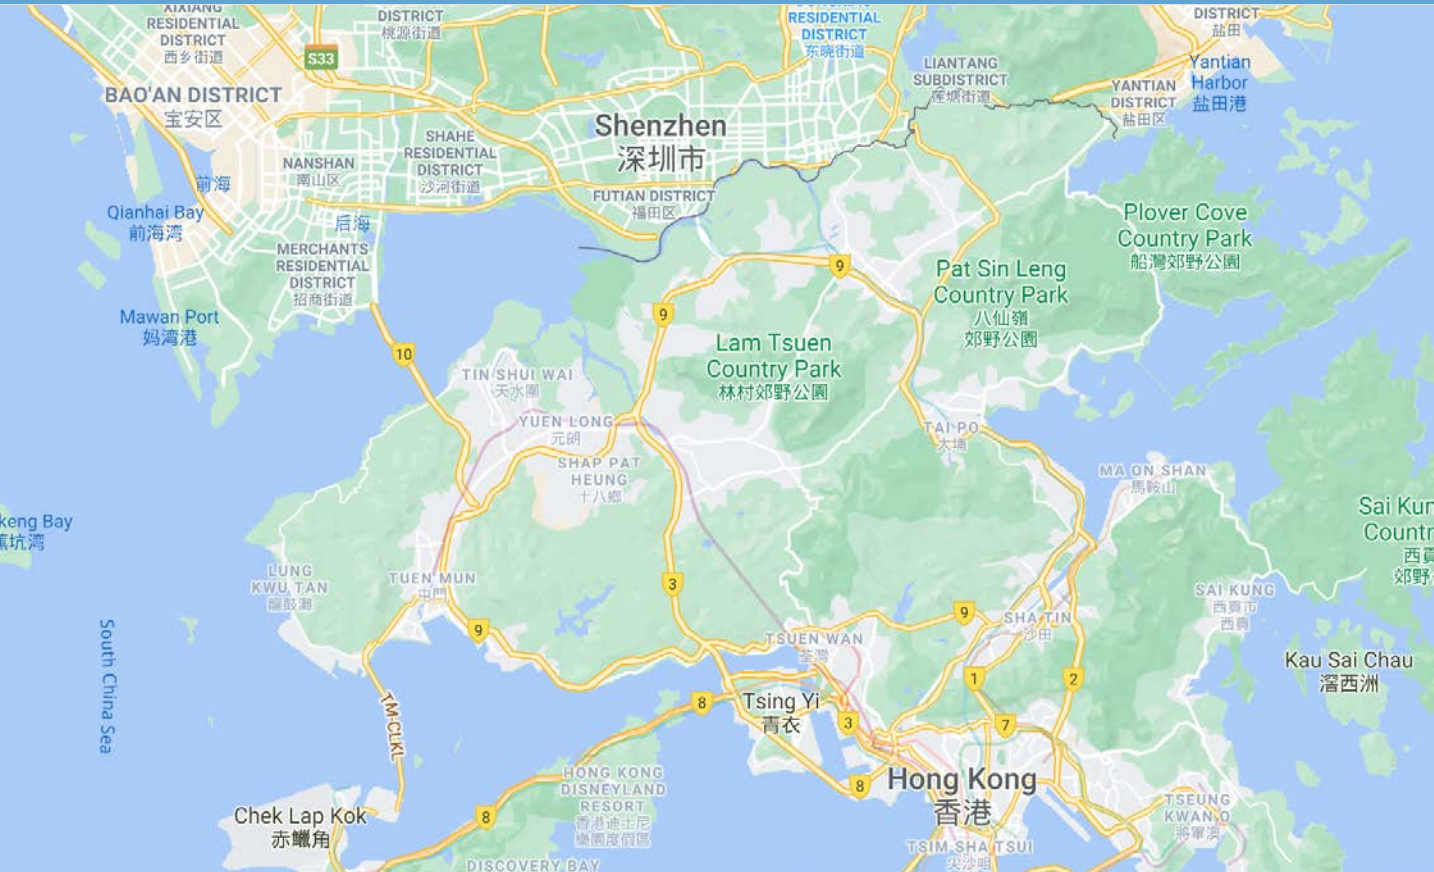 XIXIANG
RESIDENTIAL
DISTRICT
西乡街道
DISTRICT
桃源街道
RESIDENTIAL
DISTRICT
东晓街道
DISTRICT
盐田
S33
BAO'AN DISTRICT
宝安区
LIANTANG
SUBDISTRICT
莲塘街道
Yantian
Harbor
盐田港
YANTIAN
DISTRICT
盐田区
Shenzhen
深圳市
SHAHE
RESIDENTIAL
DISTRICT
沙河街道
NANSHAN
南山区
前海
FUTIAN DISTRICT
福田区
Qianhai Bay
前海湾
后海
MERCHANTS
RESIDENTIAL
DISTRICT
招商街道
Plover Cove
Country Park
船灣郊野公園
9
Pat Sin Leng
Country Park
八仙嶺
郊野公園
Mawan Port
妈湾港
9
10
Lam Tsuen
Country Park
林村郊野公園
TIN SHUI WAI
天水圍
YUEN LONG
元朗
TAI PO
大埔
SHAP PAT
HEUNG
十八鄉
MA ON SHAN
馬鞍山
Sai Kun
Countr
西貢
郊野
keng Bay
蕉坑湾
LUNG
KWU TAN
龍鼓灘
TUEN MUN
屯門
3
SAI KUNG
西貢市
西貢
9
9
SHA TIN
沙田
TSUEN WAN
荃灣
South China Sea
Kau Sai Chau
滘西洲
1
2
TM-CLKL
8
Tsing Yi
青衣
3
7
HONG KONG
DISNEYLAND
RESORT
香港迪士尼
樂園度假區
8
Hong Kong
香港
Chek Lap Kok
赤鱲角
8
TSEUNG
KWAN O
將軍澳
TSIM SHA TSUI
尖沙咀
DISCOVERY BAY